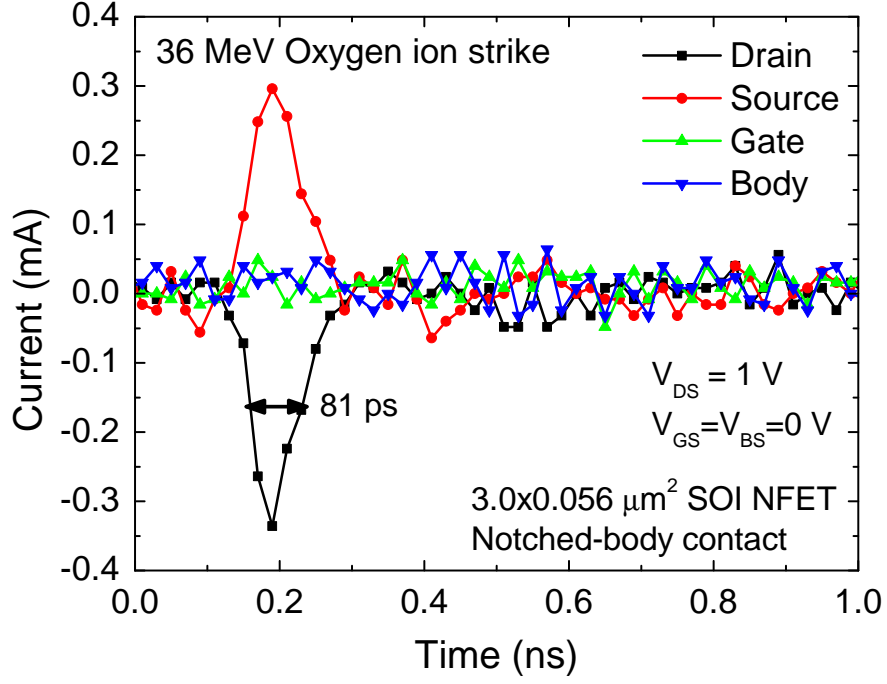 36 MeV Oxygen ion strike
Drain
Source
Gate
Body
81 ps
V_DS = 1 V
V_GS=V_BS=0 V
3.0x0.056 μm² SOI NFET
Notched-body contact
Current (mA)
0.4
0.3
0.2
0.1
0.0
-0.1
-0.2
-0.3
-0.4
0.0 0.2 0.4 0.6 0.8 1.0
Time (ns)